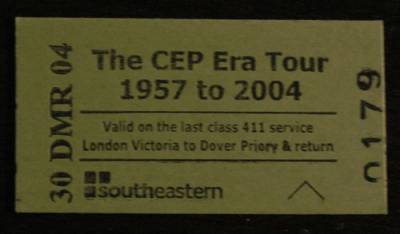 30 DMR 04
The CEP Era Tour
1957 to 2004
Valid on the last class 411 service
London Victoria to Dover Priory & return
southeastern
0179